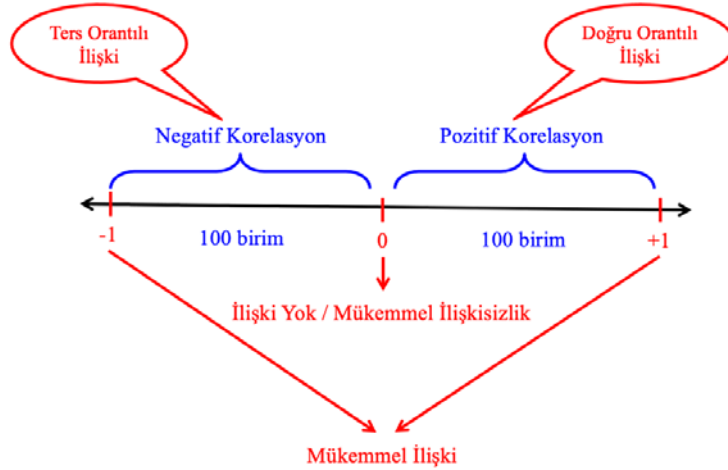 Ters Orantılı
İlişki
Doğru Orantılı
İlişki
Negatif Korelasyon
Pozitif Korelasyon
-1
100 birim
0
100 birim
+1
İlişki Yok / Mükemmel İlişkisizlik
Mükemmel İlişki